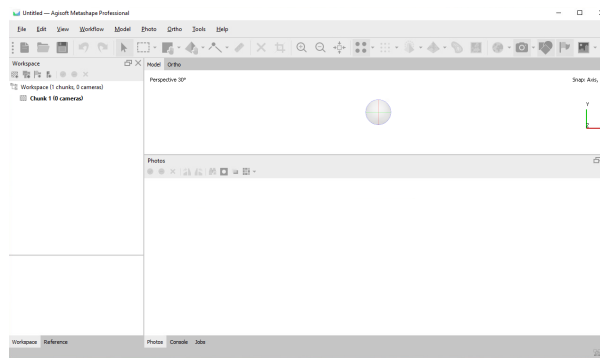 Untitled — Agisoft Metashape Professional
File Edit View Workflow Model Photo Ortho Tools Help
Workspace
Model Ortho
Perspective 30°
Snap: Axis,
Workspace (1 chunks, 0 cameras)
Chunk 1 (0 cameras)
Y
Photos
Workspace Reference
Photos Console Jobs